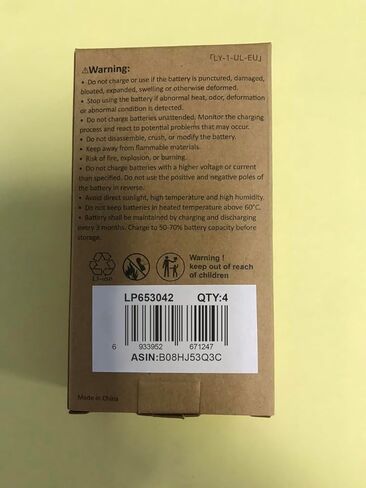 「LY-1-UL-EU」
⚠Warning:
• Do not charge or use if the battery is punctured, damaged,
bloated, expanded, swelling or otherwise deformed.
• Stop using the battery if abnormal heat, odor, deformation
or abnormal condition is detected.
• Do not charge batteries unattended. Monitor the charging
process and react to potential problems that may occur.
• Do not disassemble, crush, or modify the battery.
• Keep away from flammable materials.
• Risk of fire, explosion, or burning.
• Do not charge batteries with a higher voltage or current
than specified. Do not use the positive and negative poles of
the battery in reverse.
• Avoid direct sunlight, high temperature and high humidity.
• Do not keep batteries in heated temperature above 60°C.
• Battery shall be maintained by charging and discharging
every 3 months. Charge to 50-70% battery capacity before
storage.
Li-ion
Warning !
keep out of reach
of children
LP653042 QTY:4
6 933952 671247
ASIN:B08HJ53Q3C
Made in China